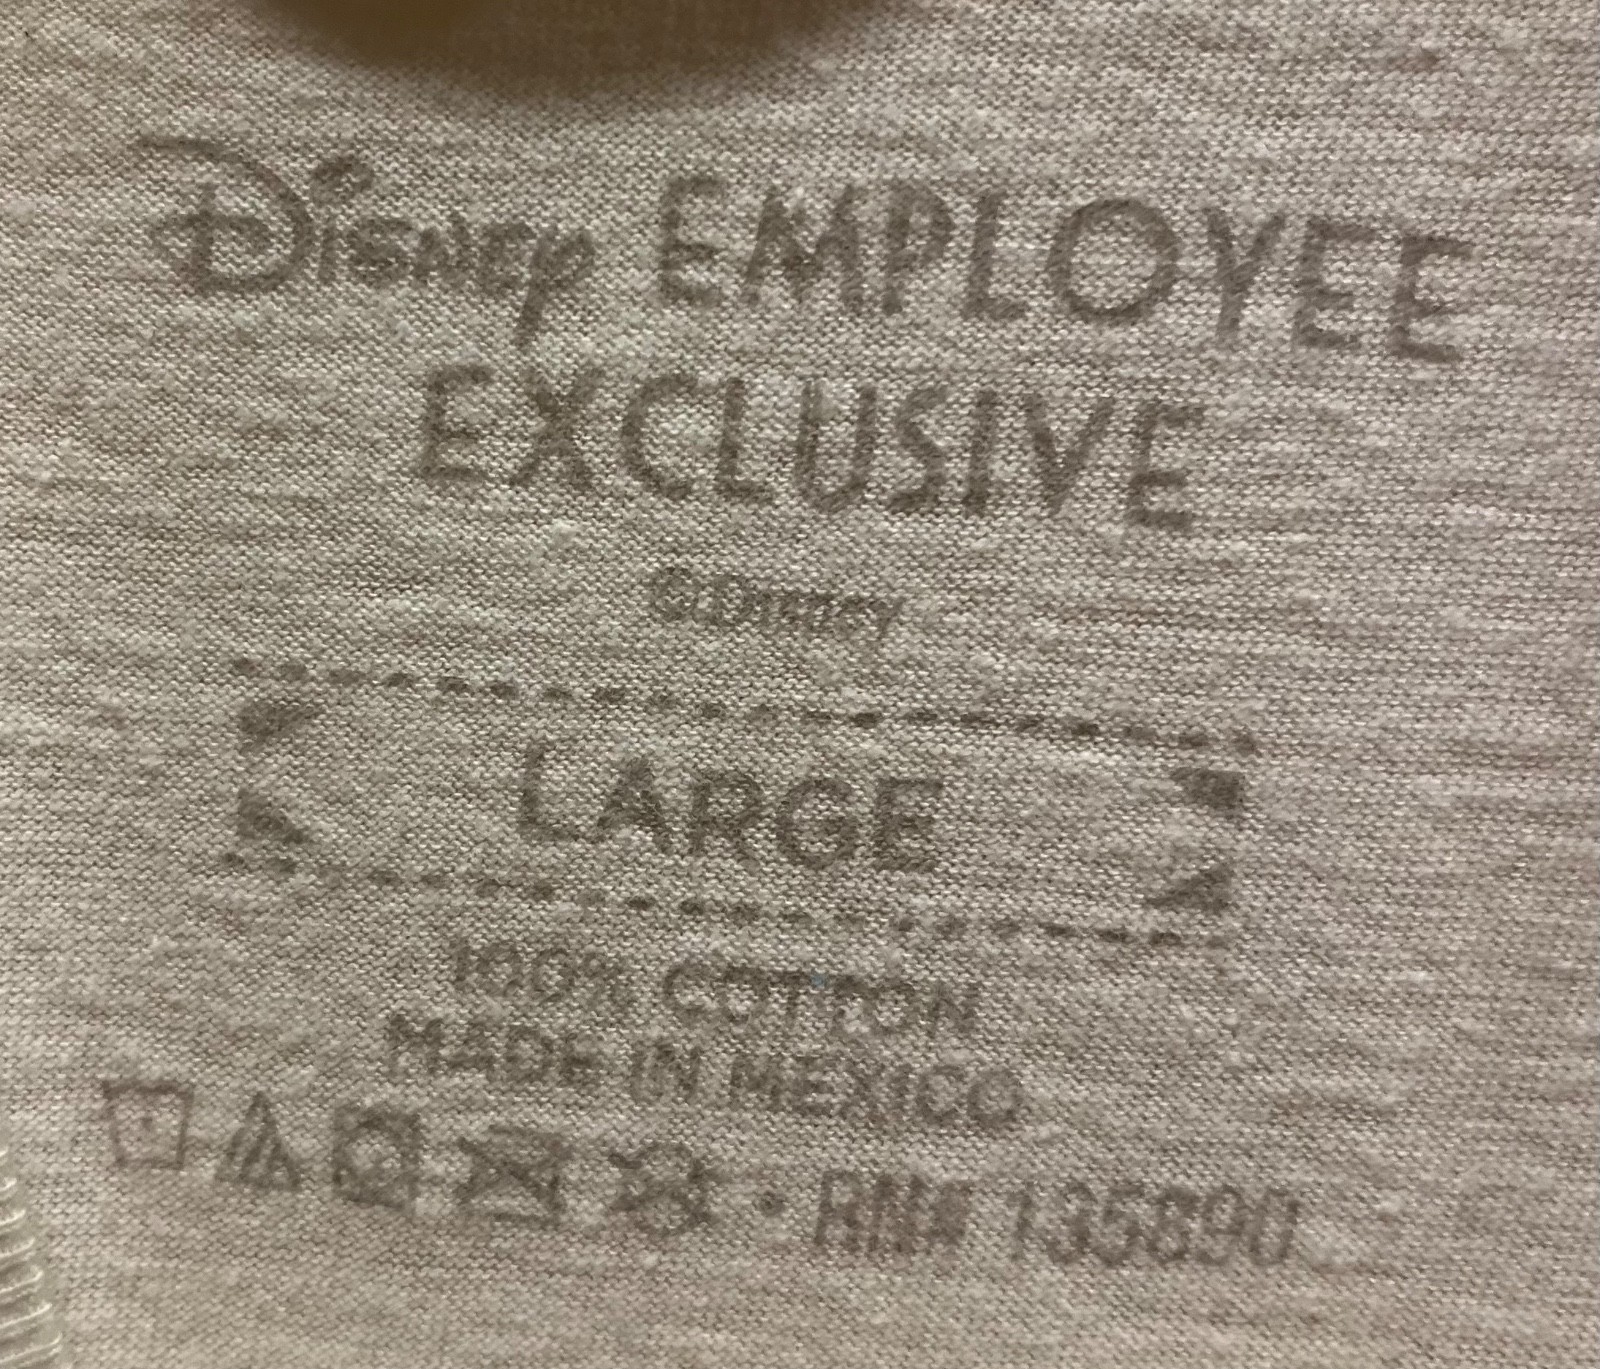 Disney EMPLOYEE
EXCLUSIVE
©Disney
LARGE
100% COTTON
MADE IN MEXICO
• RN# 135890